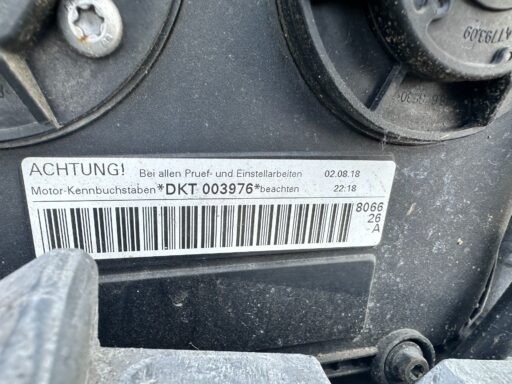 ACHTUNG! Bei allen Pruef- und Einstellarbeiten 02.08.18
Motor-Kennbuchstaben *DKT 003976* beachten 22:18
8066
26
-A